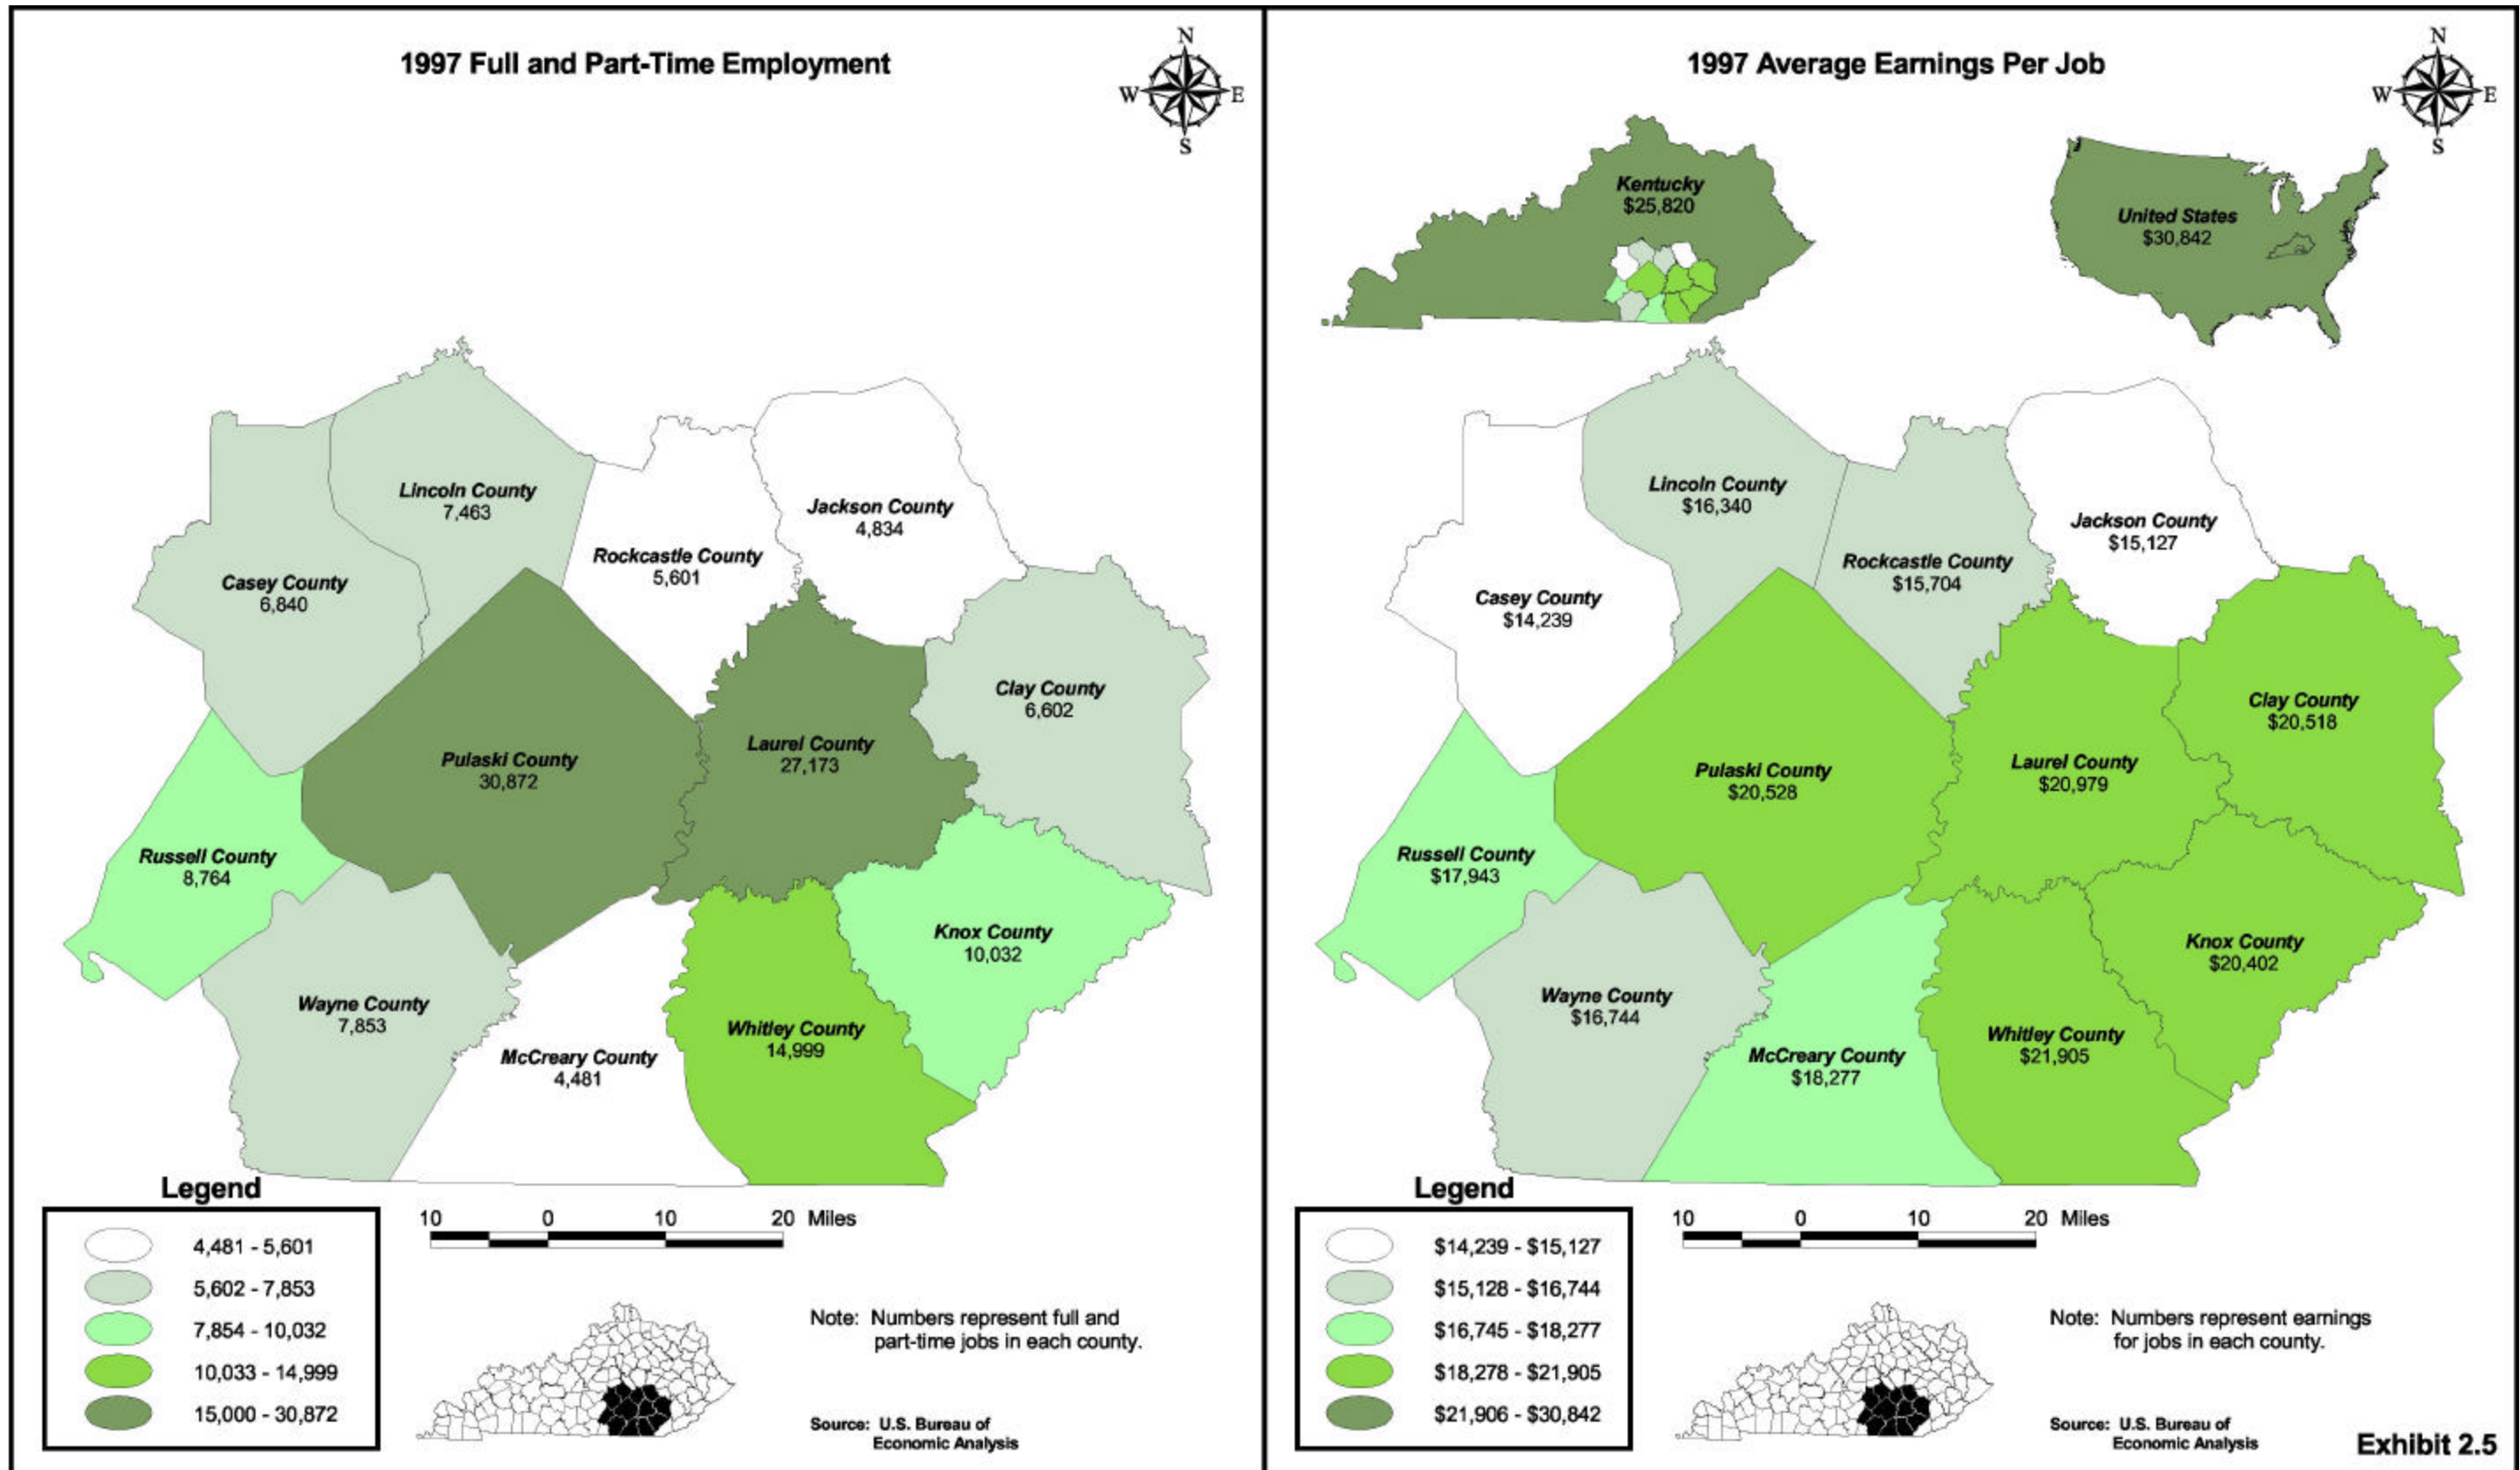 1997 Full and Part-Time Employment
N
W
E
S
Lincoln County
7,463
Jackson County
4,834
Rockcastle County
5,601
Casey County
6,840
Clay County
6,602
Laurel County
27,173
Pulaski County
30,872
Russell County
8,764
Knox County
10,032
Wayne County
7,853
Whitley County
14,999
McCreary County
4,481
Legend
4,481 - 5,601
5,602 - 7,853
7,854 - 10,032
10,033 - 14,999
15,000 - 30,872
10 0 10 20 Miles
Note: Numbers represent full and
part-time jobs in each county.
Source: U.S. Bureau of
Economic Analysis
1997 Average Earnings Per Job
N
W
E
S
Kentucky
$25,820
United States
$30,842
Lincoln County
$16,340
Jackson County
$15,127
Rockcastle County
$15,704
Casey County
$14,239
Clay County
$20,518
Laurel County
$20,979
Pulaski County
$20,528
Russell County
$17,943
Knox County
$20,402
Wayne County
$16,744
Whitley County
$21,905
McCreary County
$18,277
Legend
$14,239 - $15,127
$15,128 - $16,744
$16,745 - $18,277
$18,278 - $21,905
$21,906 - $30,842
10 0 10 20 Miles
Note: Numbers represent earnings
for jobs in each county.
Source: U.S. Bureau of
Economic Analysis
Exhibit 2.5